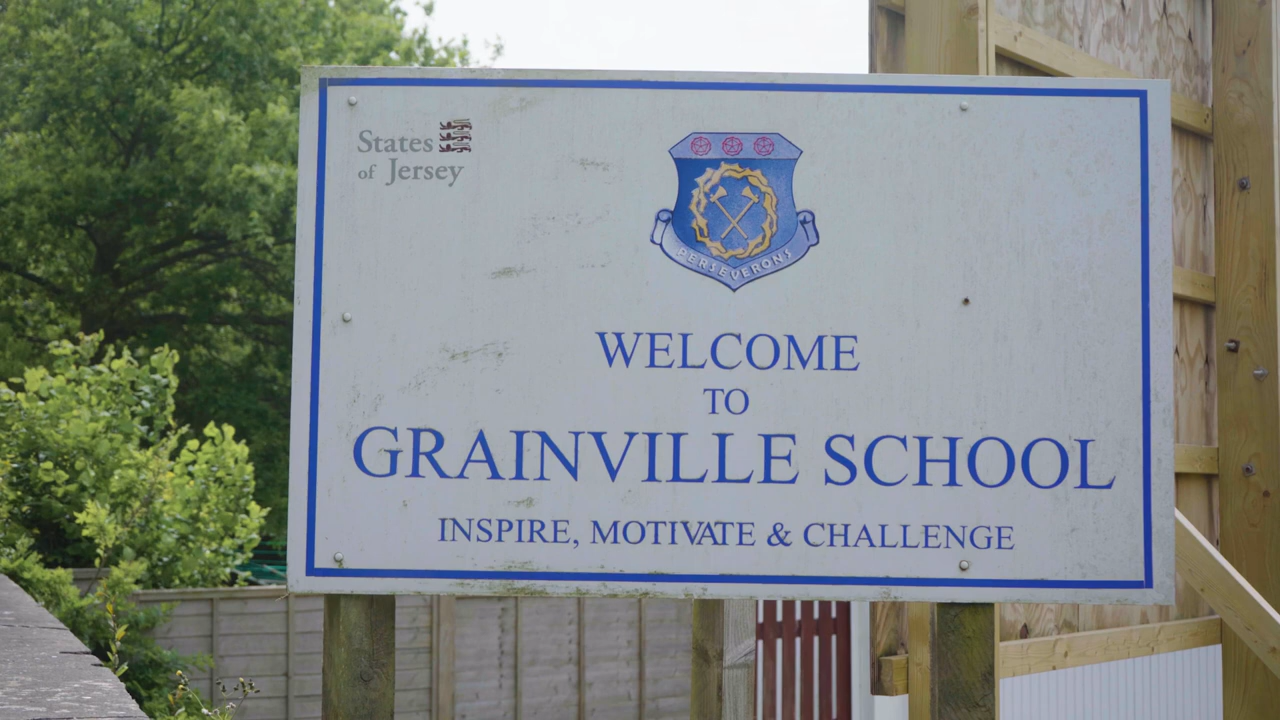 States
of Jersey
PERSEVERONS
WELCOME
TO
GRAINVILLE SCHOOL
INSPIRE, MOTIVATE & CHALLENGE